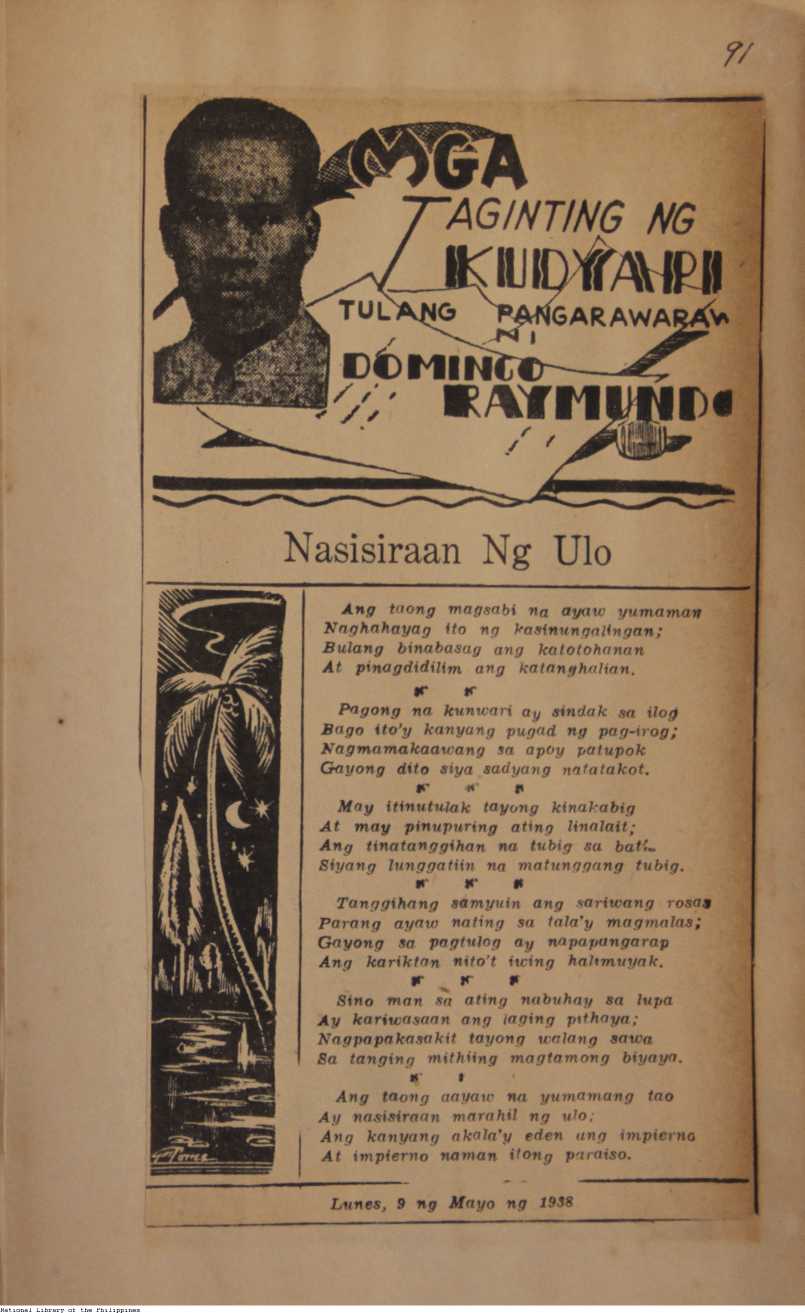 91
MGA
TAGINTING NG
KUDYAPI
TULANG PANGARAWARAW
NI
DOMINGO
RAYMUNDO
Nasisiraan Ng Ulo
Ang taong magsabi na ayaw yumaman
Naghahayag ito ng kasinungalingan;
Bulang binabasag ang katotohanan
At pinagdidilim ang katanghalian.
Pagong na kunwari ay sindak sa ilog
Bago ito'y kanyang pugad ng pag-irog;
Nagmamakaawang sa apoy patupok
Gayong dito siya sadyang natatakot.
May itinutulak tayong kinakabig
At may pinupuring ating linalait;
Ang tinatanggihan na tubig sa
Siyang lunggatiin na matunggang tubig.
Tanggihang samyuin ang sariwang rosas
Parang ayaw nating sa tala'y magmalas;
Gayong sa pagtulog ay napapangarap
Ang kariktan nito't iwing halimuyak.
Sino man sa ating nabuhay sa lupa
Ay kariwasaan ang laging pithaya;
Nagpapakasakit tayong walang sawa
Sa tanging mithiing magtamong biyaya.
Ang taong aayaw na yumamang tao
Ay nasisiraan marahil ng ulo;
Ang kanyang akala'y eden ang impierno
At impierno naman itong paraiso.
Lunes, 9 ng Mayo ng 1938
National Library of the Philippines